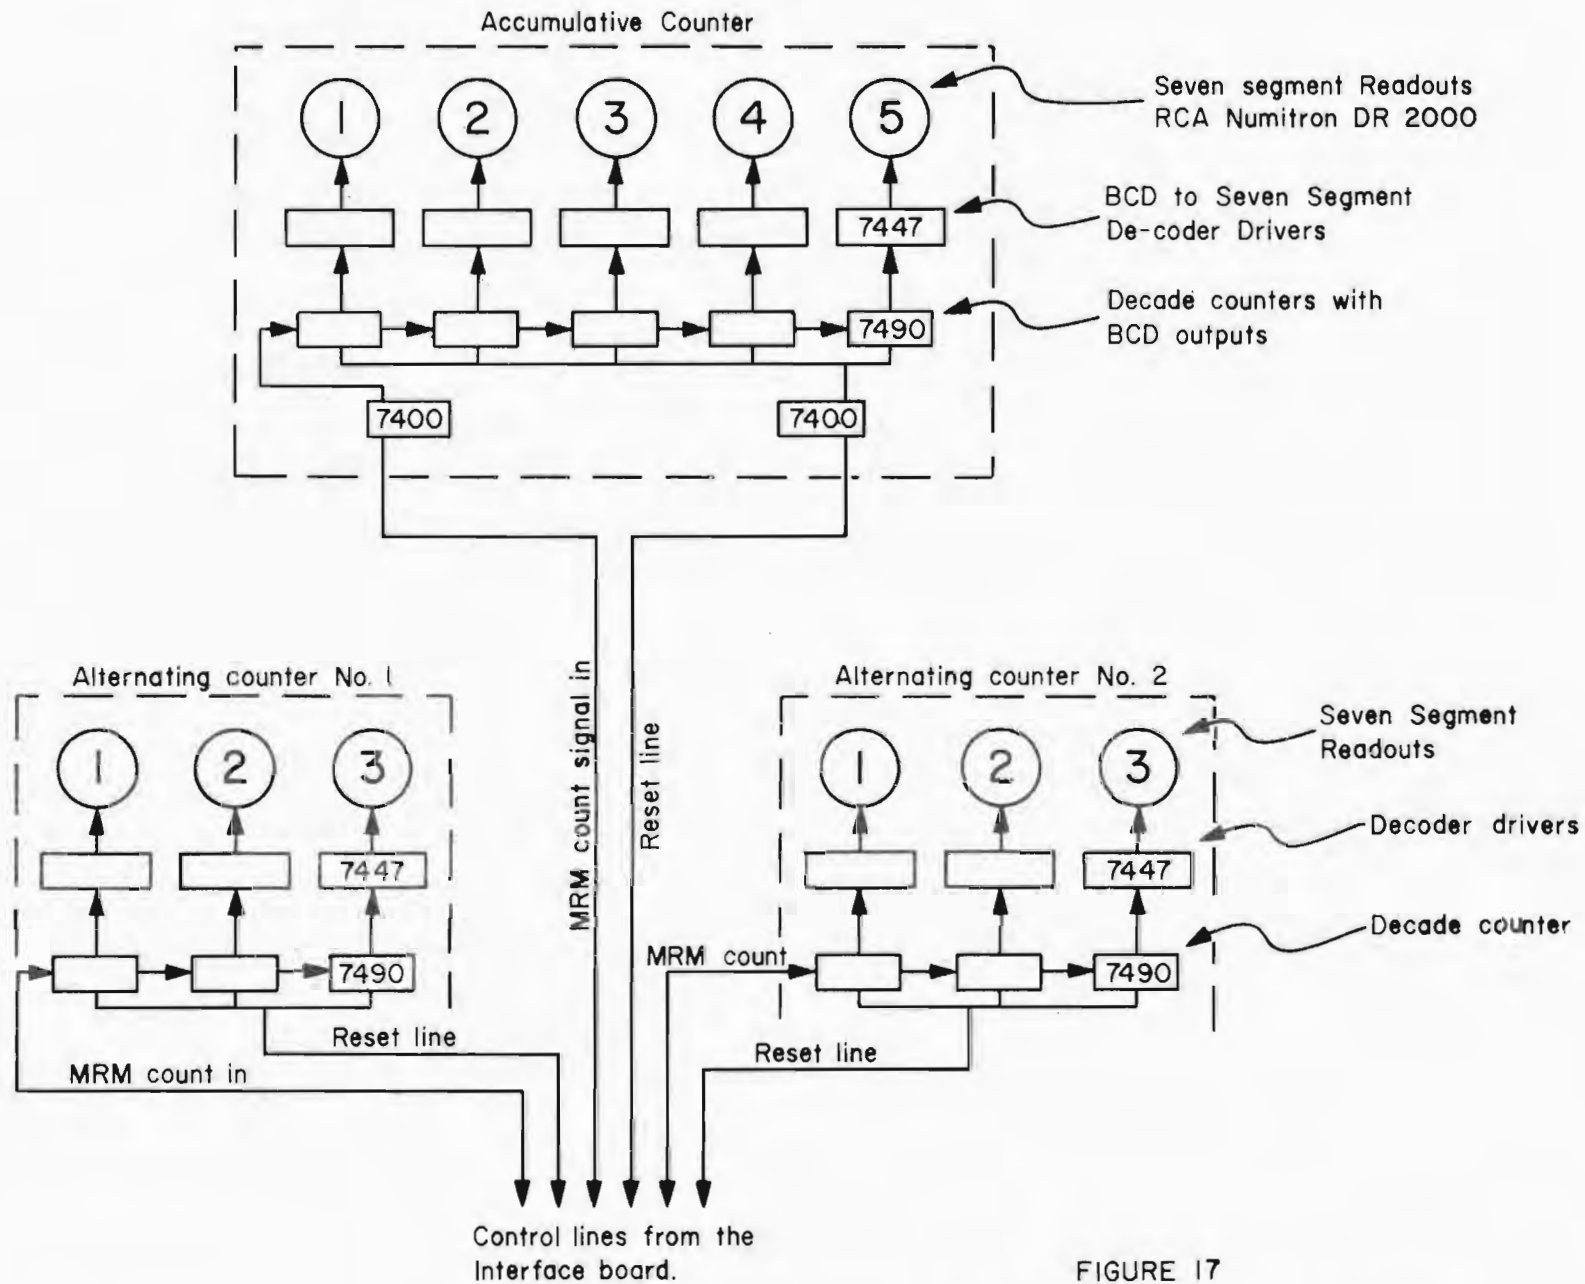 Accumulative Counter
1 2 3 4 5
Seven segment Readouts
RCA Numitron DR 2000
7447
BCD to Seven Segment
De-coder Drivers
7490
Decade counters with
BCD outputs
7400
7400
MRM count signal in
Reset line
Alternating counter No. 1
1 2 3
7447
7490
Reset line
MRM count in
Alternating counter No. 2
1 2 3
Seven Segment
Readouts
7447
Decoder drivers
7490
Decade counter
MRM count
Reset line
Control lines from the
Interface board.
FIGURE 17